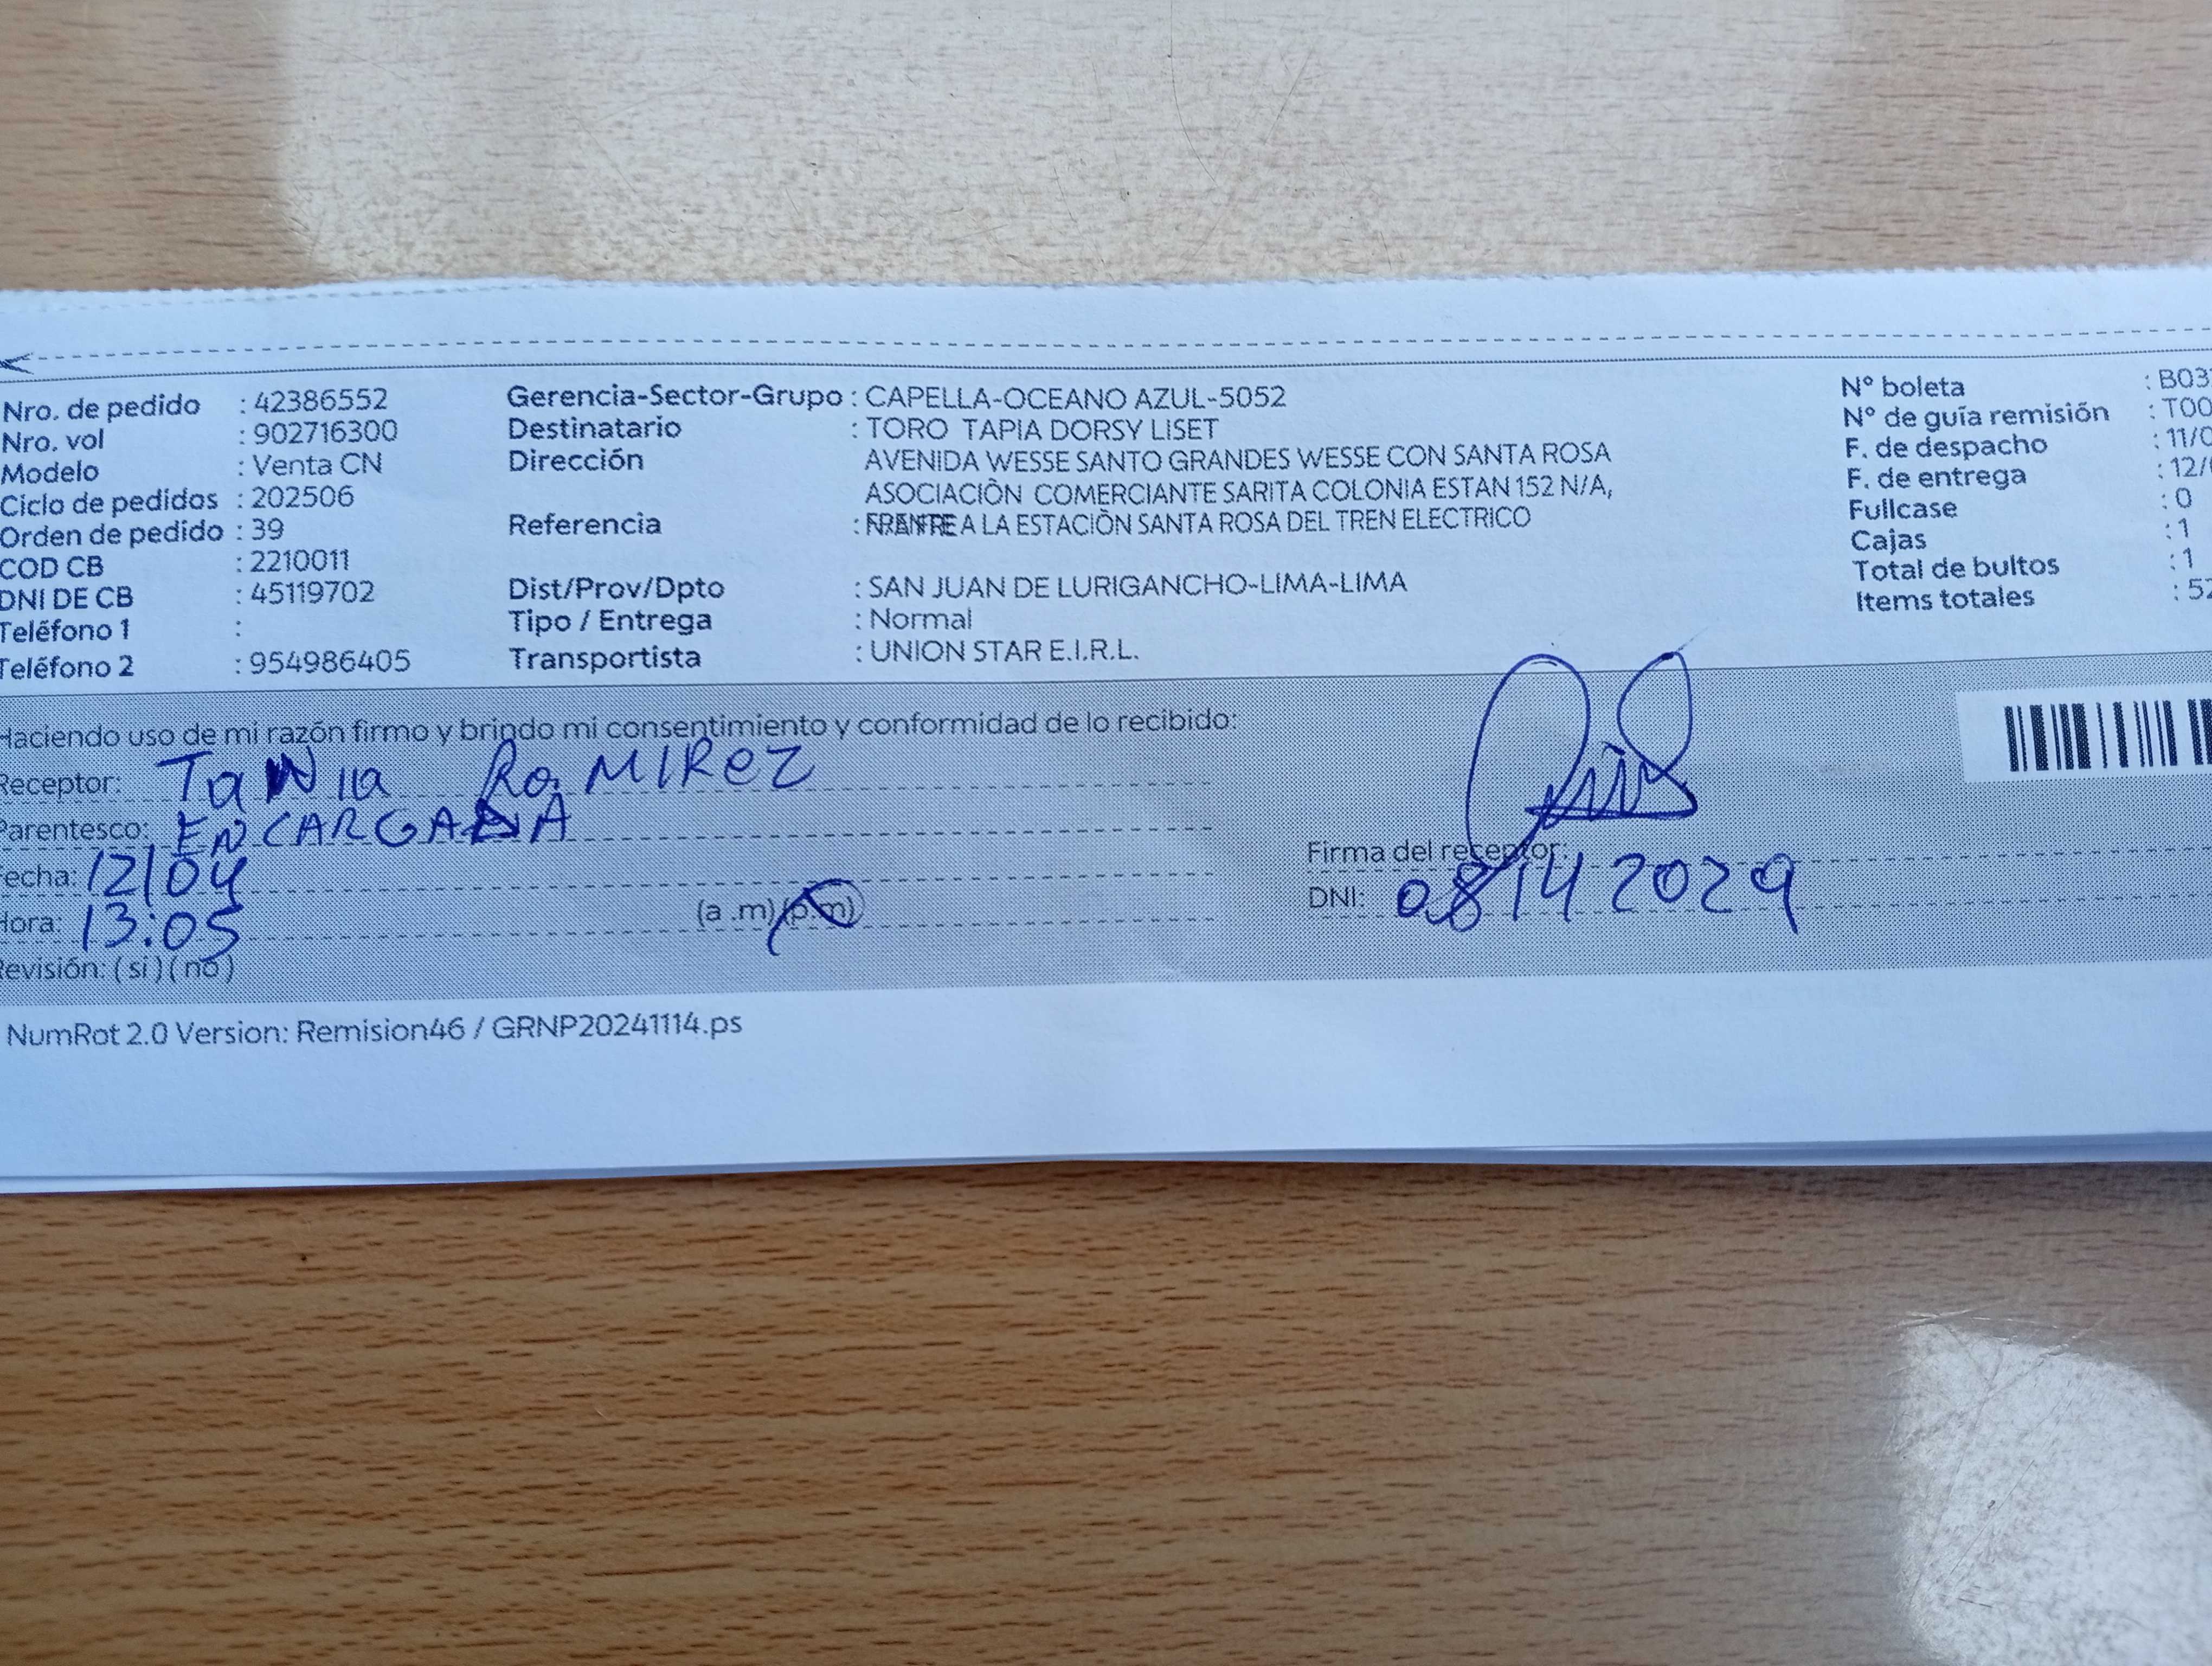 Nro. de pedido : 42386552
Nro. vol : 902716300
Modelo : Venta CN
Ciclo de pedidos : 202506
Orden de pedido : 39
COD CB : 2210011
DNI DE CB : 45119702
Teléfono 1 :
Teléfono 2 : 954986405
Gerencia-Sector-Grupo : CAPELLA-OCEANO AZUL-5052
Destinatario : TORO TAPIA DORSY LISET
Dirección AVENIDA WESSE SANTO GRANDES WESSE CON SANTA ROSA
ASOCIACIÒN COMERCIANTE SARITA COLONIA ESTAN 152 N/A,
Referencia : FRENTE A LA ESTACIÒN SANTA ROSA DEL TREN ELECTRICO
Dist/Prov/Dpto : SAN JUAN DE LURIGANCHO-LIMA-LIMA
Tipo / Entrega : Normal
Transportista : UNION STAR E.I.R.L.
N° boleta : B03
N° de guía remisión : T00
F. de despacho : 11/0
F. de entrega : 12/
Fullcase : 0
Cajas : 1
Total de bultos : 1
Items totales : 52
Haciendo uso de mi razón firmo y brindo mi consentimiento y conformidad de lo recibido:
Receptor: TaNIa RaMIRez
Parentesco: ENCARGADA
Fecha: 12/04
Hora: 13:05 (a .m) (p.m)
Revisión: ( si ) ( no )
Firma del receptor:
DNI: 08142029
NumRot 2.0 Version: Remision46 / GRNP20241114.ps